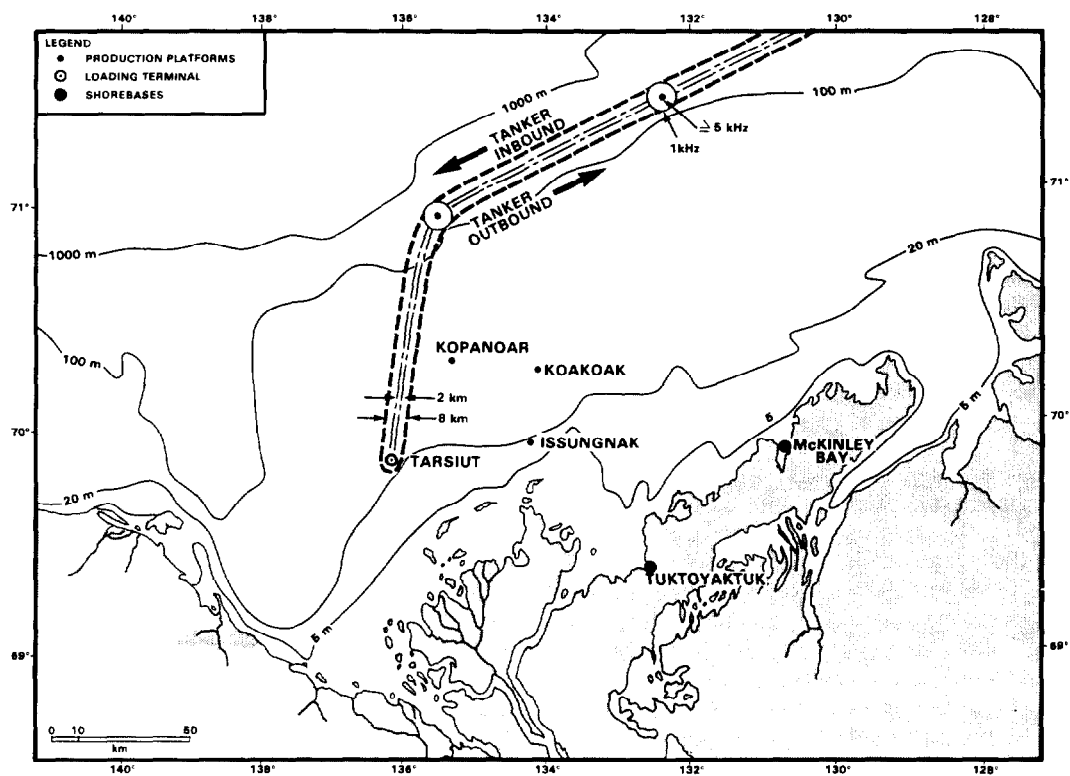 140° 138° 136° 134° 132° 130° 128°
LEGEND
PRODUCTION PLATFORMS
LOADING TERMINAL
SHOREBASES
1000 m
100 m
≥ 5 kHz
1kHz
TANKER
INBOUND
TANKER
OUTBOUND
71°
71°
1000 m
20 m
100 m
KOPANOAR
KOAKOAK
2 km
8 km
5 m
5
70°
70°
ISSUNGNAK
McKINLEY
BAY
TARSIUT
20 m
TUKTOYAKTUK
5 m
69°
69°
0 10 50
km
140° 138° 136° 134° 132° 130° 128°